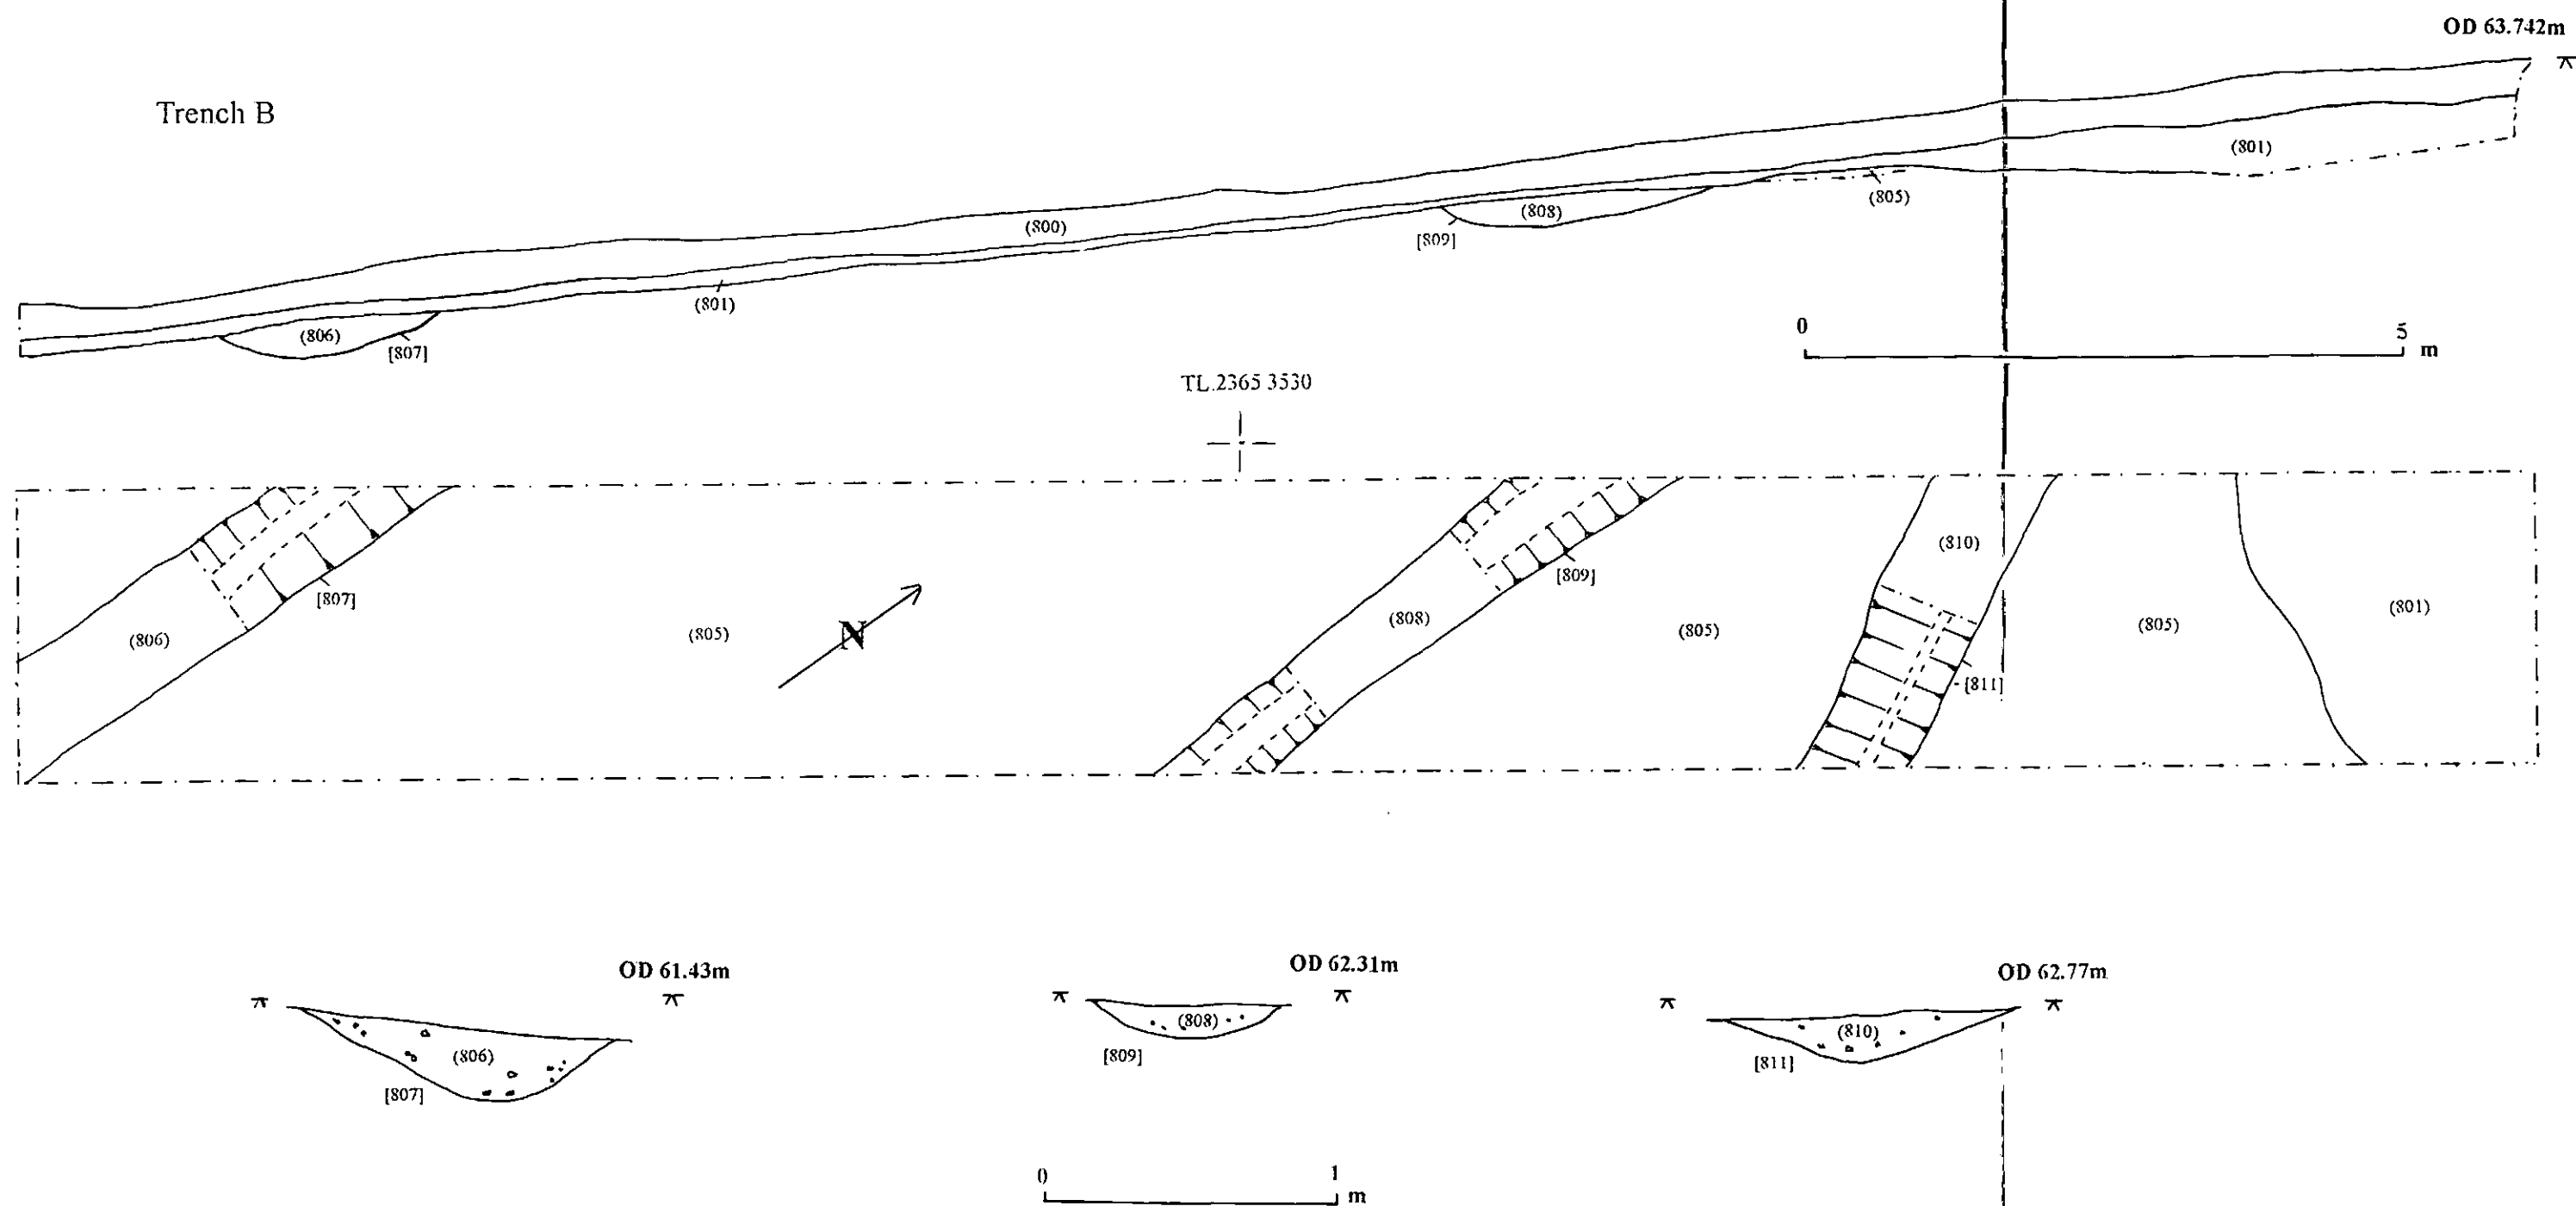 OD 63.742m
Trench B
(801)
(805)
(808)
(800)
[809]
(801)
(806)
[807]
0 5 m
TL.2365 3530
(810)
[809]
[807]
(801)
(808)
(805)
(805)
(805)
(806)
N
[811]
OD 61.43m
OD 62.31m
OD 62.77m
(808)
(810)
(806)
[809]
[811]
[807]
0 1 m